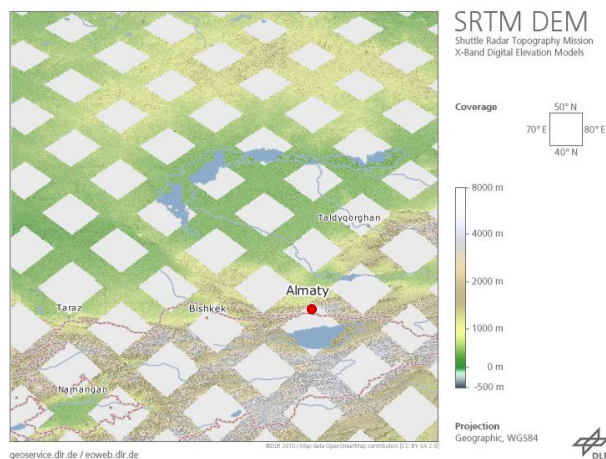 SRTM DEM
Shuttle Radar Topography Mission
X-Band Digital Elevation Models
Coverage
50° N
70° E
80° E
40° N
8000 m
4000 m
2000 m
1000 m
0 m
-500 m
Taldyqorghan
Almaty
Taraz
Bishkek
Namangan
Projection
Geographic, WGS84
©DLR 2010 / Map data OpenStreetMap contributors (CC-BY-SA 2.0)
geoservice.dlr.de / eoweb.dlr.de
DLR